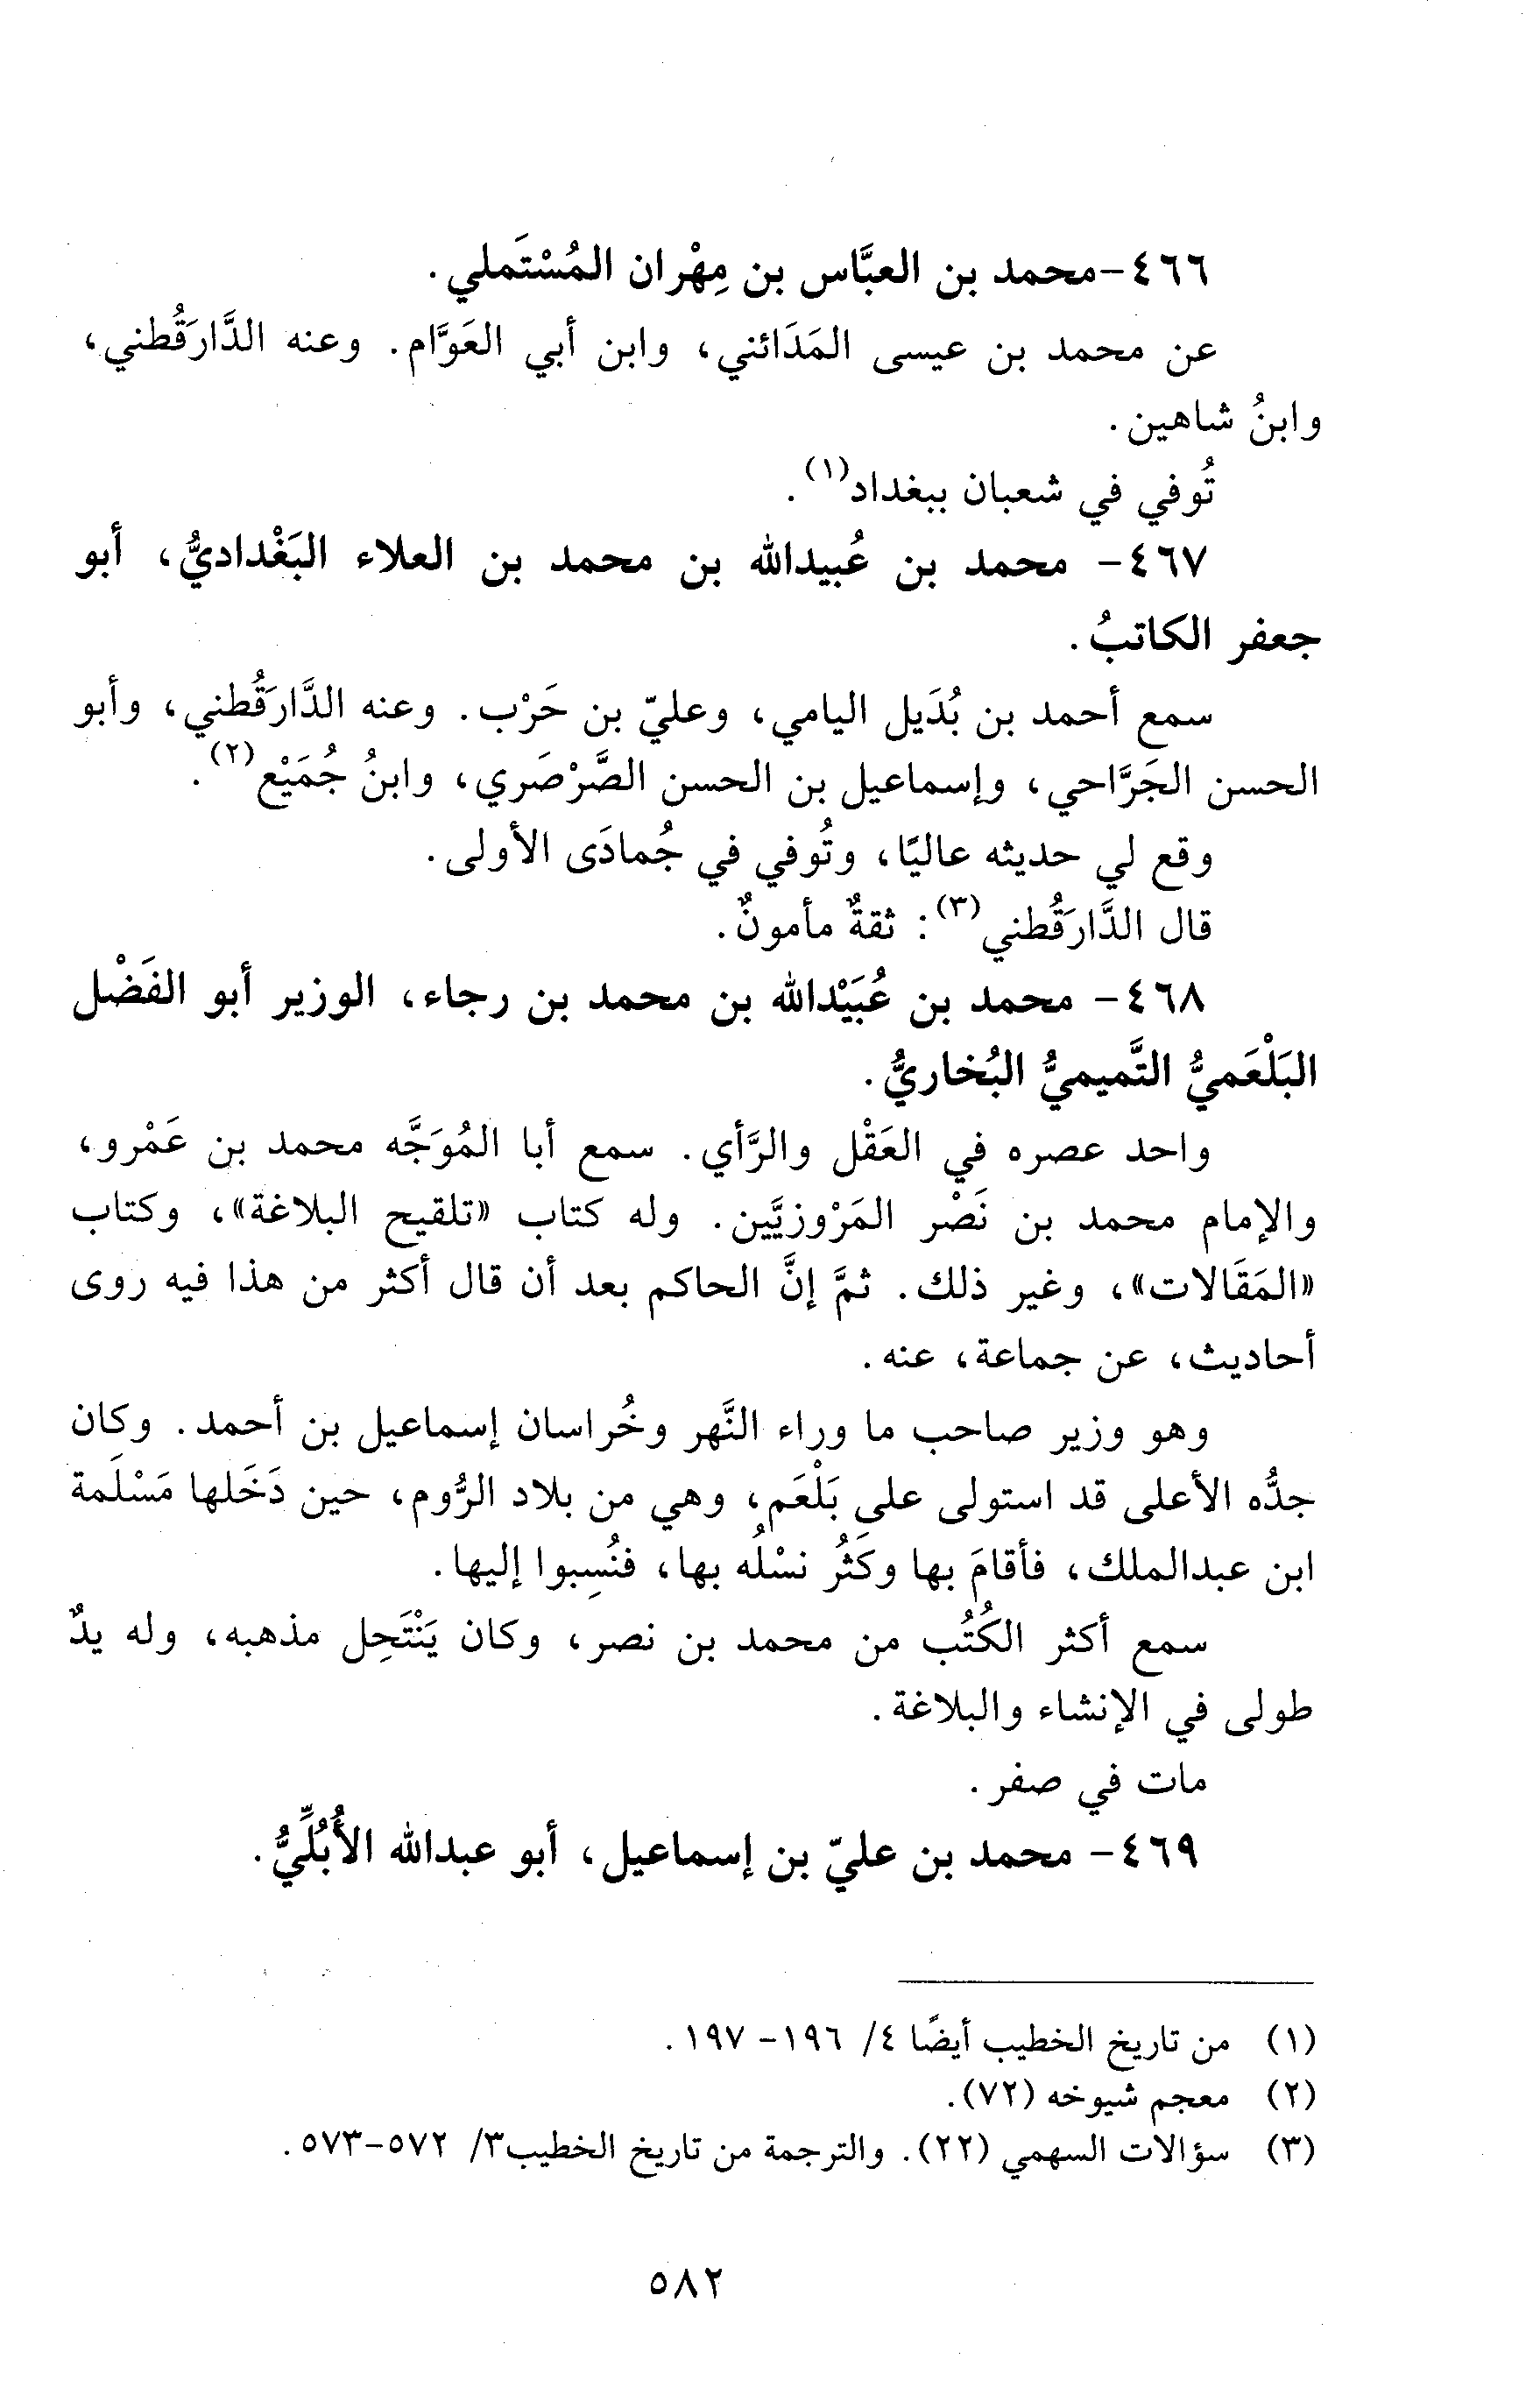 ٤٦٦-محمد بن العبَّاس بن مِهْران المُسْتَملي.
عن محمد بن عيسى المَدَائني، وابن أبي العَوَّام. وعنه الدَّارَقُطني،
وابنُ شاهين.
تُوفي في شعبان ببغداد(١).
٤٦٧- محمد بن عُبيدالله بن محمد بن العلاء البَغْداديُّ، أبو
جعفر الكاتبُ.
سمع أحمد بن بُدَيل اليامي، وعليّ بن حَرْب. وعنه الدَّارَقُطني، وأبو
الحسن الجَرَّاحي، وإسماعيل بن الحسن الصَّرْصَري، وابنُ جُمَيْع(٢).
وقع لي حديثه عاليًا، وتُوفي في جُمادَى الأولى.
قال الدَّارَقُطني(٣): ثقةٌ مأمونٌ.
٤٦٨- محمد بن عُبَيْدالله بن محمد بن رجاء، الوزير أبو الفَضْل
البَلْعَميُّ التَّميميُّ البُخاريُّ.
واحد عصره في العَقْل والرَّأي. سمع أبا المُوَجَّه محمد بن عَمْرو،
والإمام محمد بن نَصْر المَرْوزيَّين. وله كتاب «تلقيح البلاغة»، وكتاب
«المَقَالات»، وغير ذلك. ثمَّ إنَّ الحاكم بعد أن قال أكثر من هذا فيه روى
أحاديث، عن جماعة، عنه.
وهو وزير صاحب ما وراء النَّهر وخُراسان إسماعيل بن أحمد. وكان
جدُّه الأعلى قد استولى على بَلْعَم، وهي من بلاد الرُّوم، حين دَخَلها مَسْلَمة
ابن عبدالملك، فأقامَ بها وكَثُر نسْلُه بها، فنُسِبوا إليها.
سمع أكثر الكُتُب من محمد بن نصر، وكان يَنْتَحِل مذهبه، وله يدٌ
طولى في الإنشاء والبلاغة.
مات في صفر.
٤٦٩- محمد بن عليّ بن إسماعيل، أبو عبدالله الأُبُلِّيُّ.
(١) من تاريخ الخطيب أيضًا ٤/ ١٩٦- ١٩٧.
(٢) معجم شيوخه (٧٢).
(٣) سؤالات السهمي (٢٢). والترجمة من تاريخ الخطيب٣/ ٥٧٢-٥٧٣.
٥٨٢